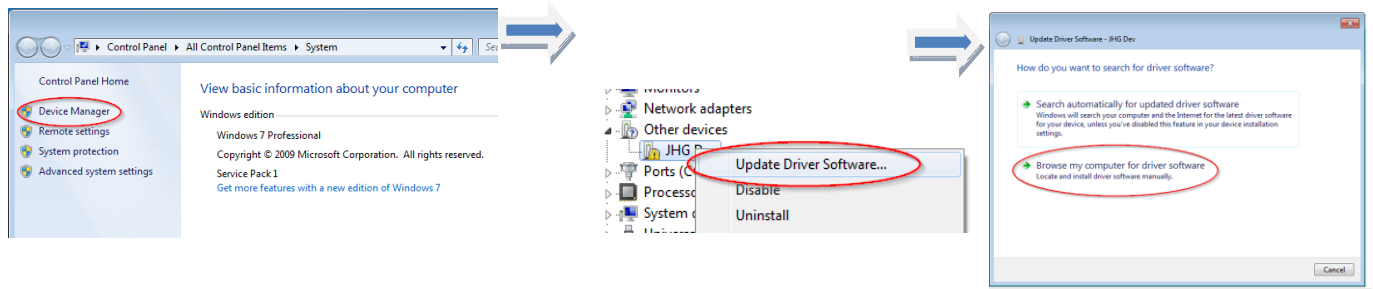 Control Panel ▸ All Control Panel Items ▸ System
Control Panel Home
Device Manager
Remote settings
System protection
Advanced system settings
View basic information about your computer
Windows edition
Windows 7 Professional
Copyright © 2009 Microsoft Corporation. All rights reserved.
Service Pack 1
Get more features with a new edition of Windows 7
Monitors
Network adapters
Other devices
JHG D
Ports (C
Processo
System d
Update Driver Software...
Disable
Uninstall
Update Driver Software - JHG Dev
How do you want to search for driver software?
Search automatically for updated driver software
Windows will search your computer and the Internet for the latest driver software
for your device, unless you've disabled this feature in your device installation
settings.
Browse my computer for driver software
Locate and install driver software manually.
Cancel